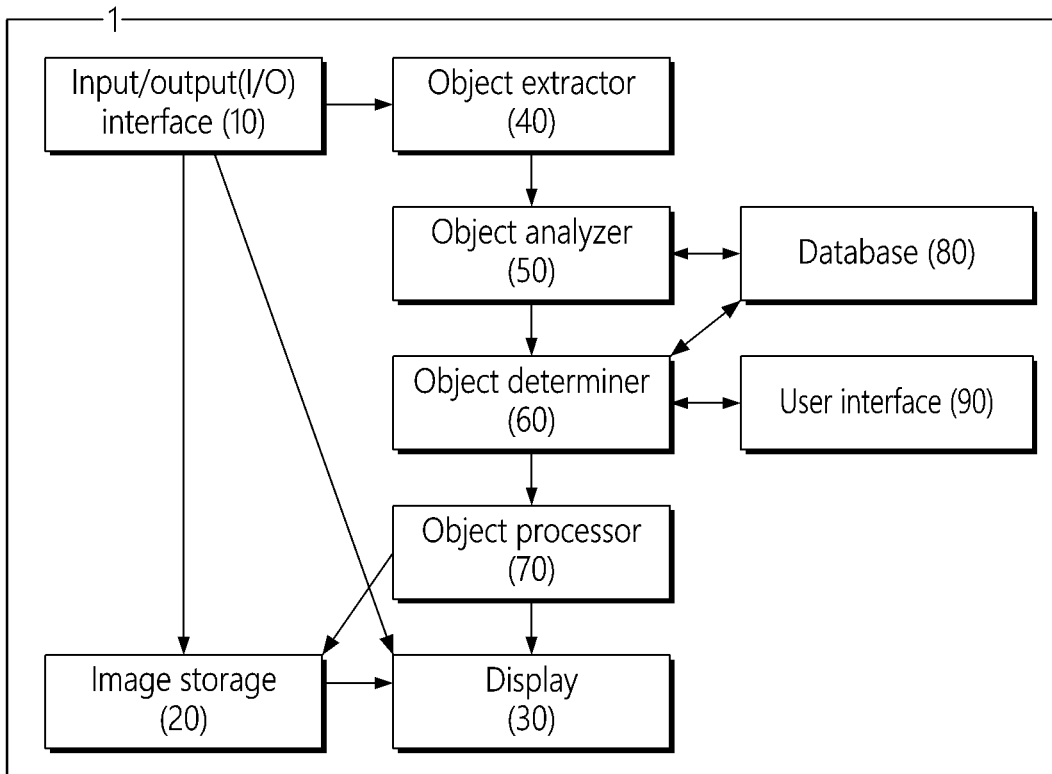 1
Input/output(I/O)
interface (10)
Object extractor
(40)
Object analyzer
(50)
Database (80)
Object determiner
(60)
User interface (90)
Object processor
(70)
Image storage
(20)
Display
(30)